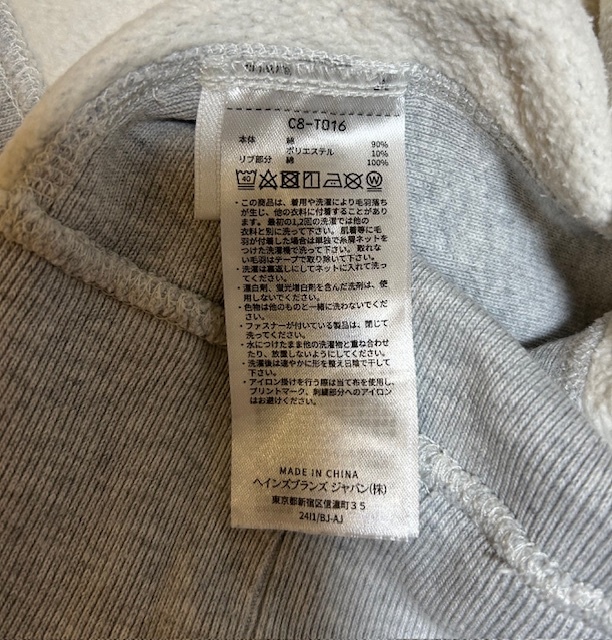 C8-T016
本体 綿 90%
ポリエステル 10%
リブ部分 綿 100%
40
W
・この商品は、着用や洗濯により毛羽落ち
が生じ、他の衣料に付着することがあり
ます。最初の1,2回の洗濯では他の
衣料と別に洗って下さい。肌着等に毛
羽が付着した場合は単独で糸屑ネットを
つけた洗濯機で洗って下さい。取れな
い毛羽はテープで取り除いて下さい。
・洗濯は裏返しにしてネットに入れて洗っ
てください。
・漂白剤、蛍光増白剤を含んだ洗剤は、使
用しないでください。
・色物は他のものと一緒に洗わないでくだ
さい。
・ファスナーが付いている製品は、閉じて
洗ってください。
・水につけたまま他の洗濯物と重ね合わせ
たり、放置しないようにしてください。
・洗濯後は速やかに形を整え日陰で干して
下さい。
・アイロン掛けを行う際は当て布を使用し、
プリントマーク、刺繍部分へのアイロン
はお避けください。
MADE IN CHINA
ヘインズブランズ ジャパン(株)
東京都新宿区信濃町35
24I1/BJ-AJ